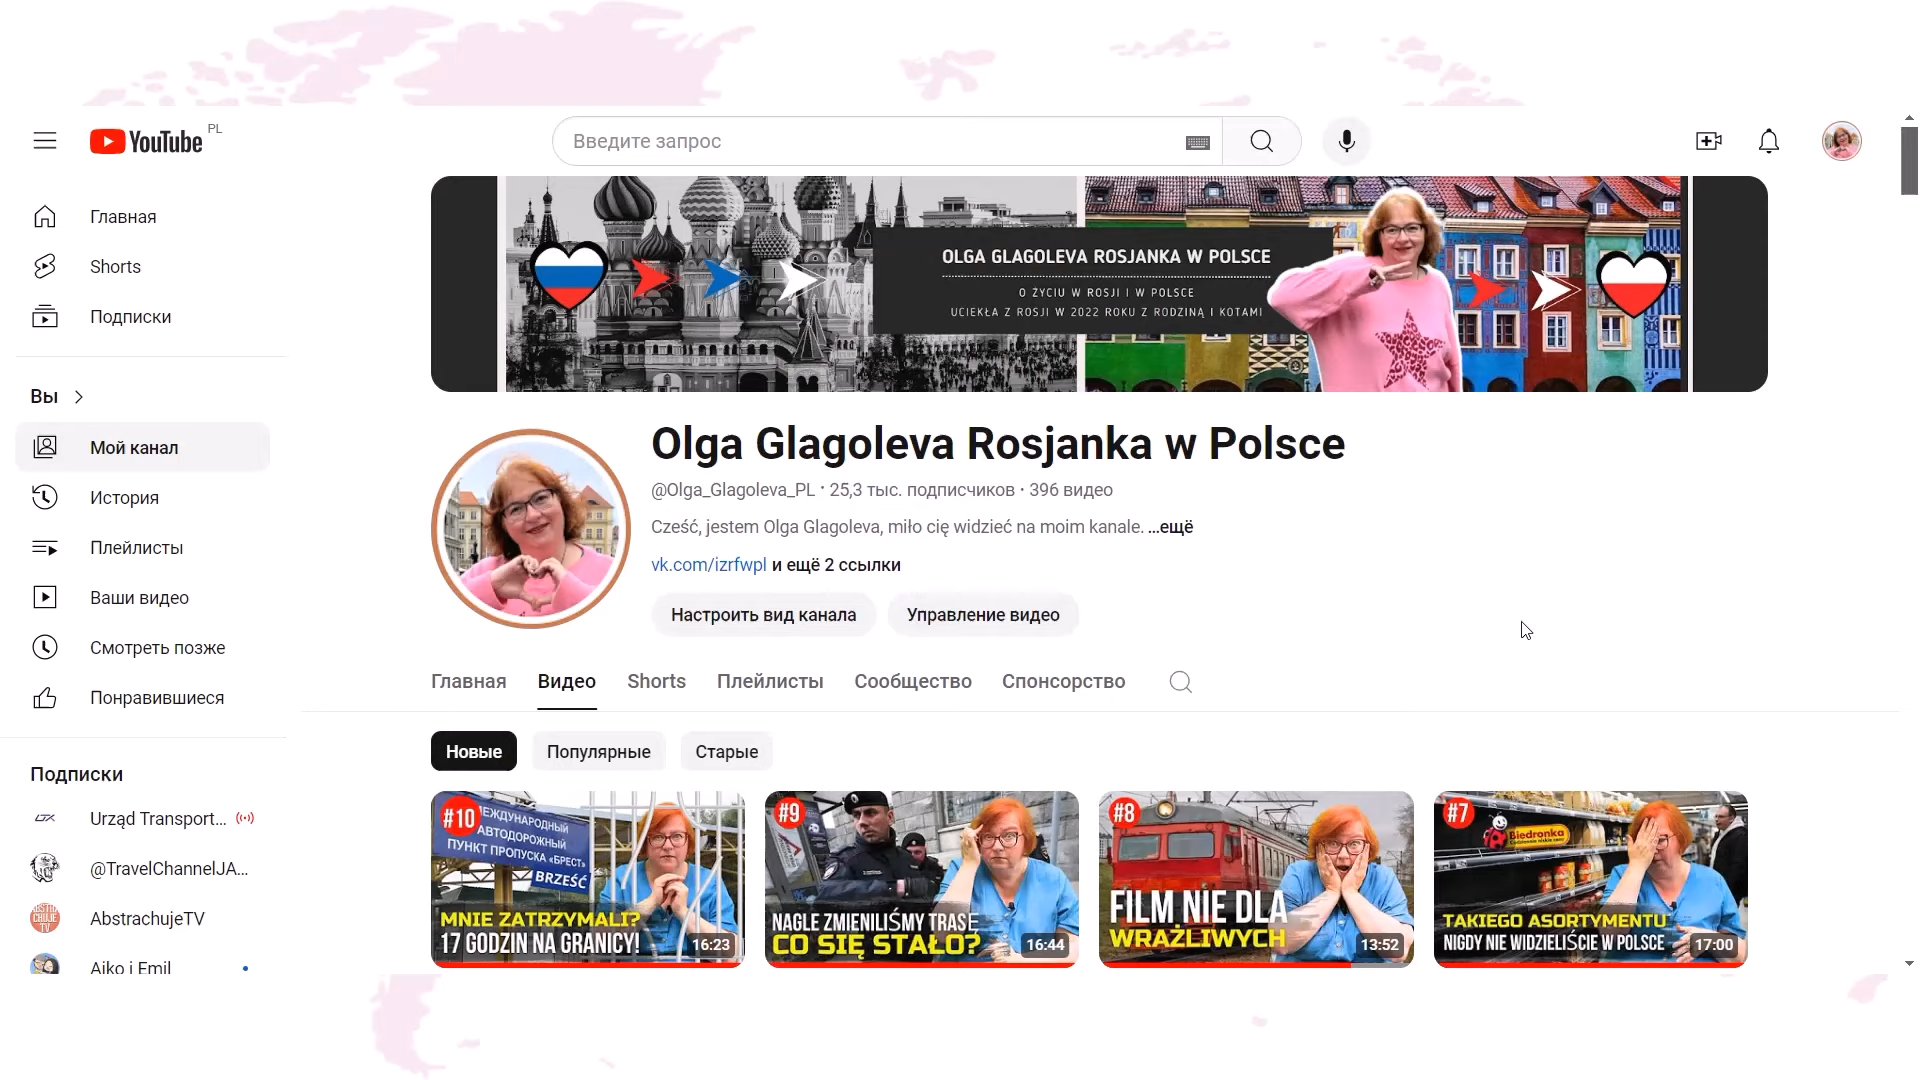 YouTube PL
Введите запрос
Главная
Shorts
Подписки
Вы
Мой канал
История
Плейлисты
Ваши видео
Смотреть позже
Понравившиеся
Подписки
Urząd Transport...
@TravelChannelJA...
AbstrachujeTV
Aiko i Emil
OLGA GLAGOLEVA ROSJANKA W POLSCE
O ŻYCIU W ROSJI I W POLSCE
UCIEKŁA Z ROSJI W 2022 ROKU Z RODZINĄ I KOTAMI
Olga Glagoleva Rosjanka w Polsce
@Olga_Glagoleva_PL · 25,3 тыс. подписчиков · 396 видео
Cześć, jestem Olga Glagoleva, miło cię widzieć na moim kanale. ...ещё
vk.com/izrfwpl и ещё 2 ссылки
Настроить вид канала Управление видео
Главная Видео Shorts Плейлисты Сообщество Спонсорство
Новые Популярные Старые
#10
МЕЖДУНАРОДНЫЙ
АВТОДОРОЖНЫЙ
ПУНКТ ПРОПУСКА «БРЕСТ»
BRZEŚĆ
MNIE ZATRZYMALI?
17 GODZIN NA GRANICY!
16:23
#9
NAGLE ZMIENILIŚMY TRASĘ
CO SIĘ STAŁO?
16:44
#8
FILM NIE DLA
WRAŻLIWYCH
13:52
#7
Biedronka
TAKIEGO ASORTYMENTU
NIGDY NIE WIDZIELIŚCIE W POLSCE
17:00